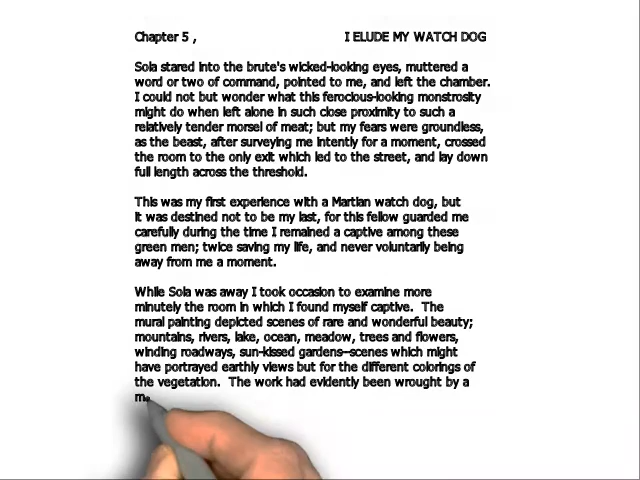 Chapter 5 , I ELUDE MY WATCH DOG
Sola stared into the brute's wicked-looking eyes, muttered a
word or two of command, pointed to me, and left the chamber.
I could not but wonder what this ferocious-looking monstrosity
might do when left alone in such close proximity to such a
relatively tender morsel of meat; but my fears were groundless,
as the beast, after surveying me intently for a moment, crossed
the room to the only exit which led to the street, and lay down
full length across the threshold.
This was my first experience with a Martian watch dog, but
it was destined not to be my last, for this fellow guarded me
carefully during the time I remained a captive among these
green men; twice saving my life, and never voluntarily being
away from me a moment.
While Sola was away I took occasion to examine more
minutely the room in which I found myself captive. The
mural painting depicted scenes of rare and wonderful beauty;
mountains, rivers, lake, ocean, meadow, trees and flowers,
winding roadways, sun-kissed gardens--scenes which might
have portrayed earthly views but for the different colorings of
the vegetation. The work had evidently been wrought by a